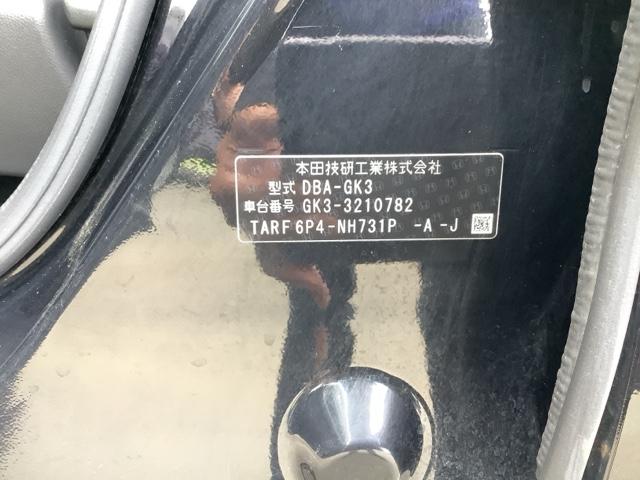 本田技研工業株式会社
型式 DBA-GK3
車台番号 GK3-3210782
TARF6P4-NH731P -A-J